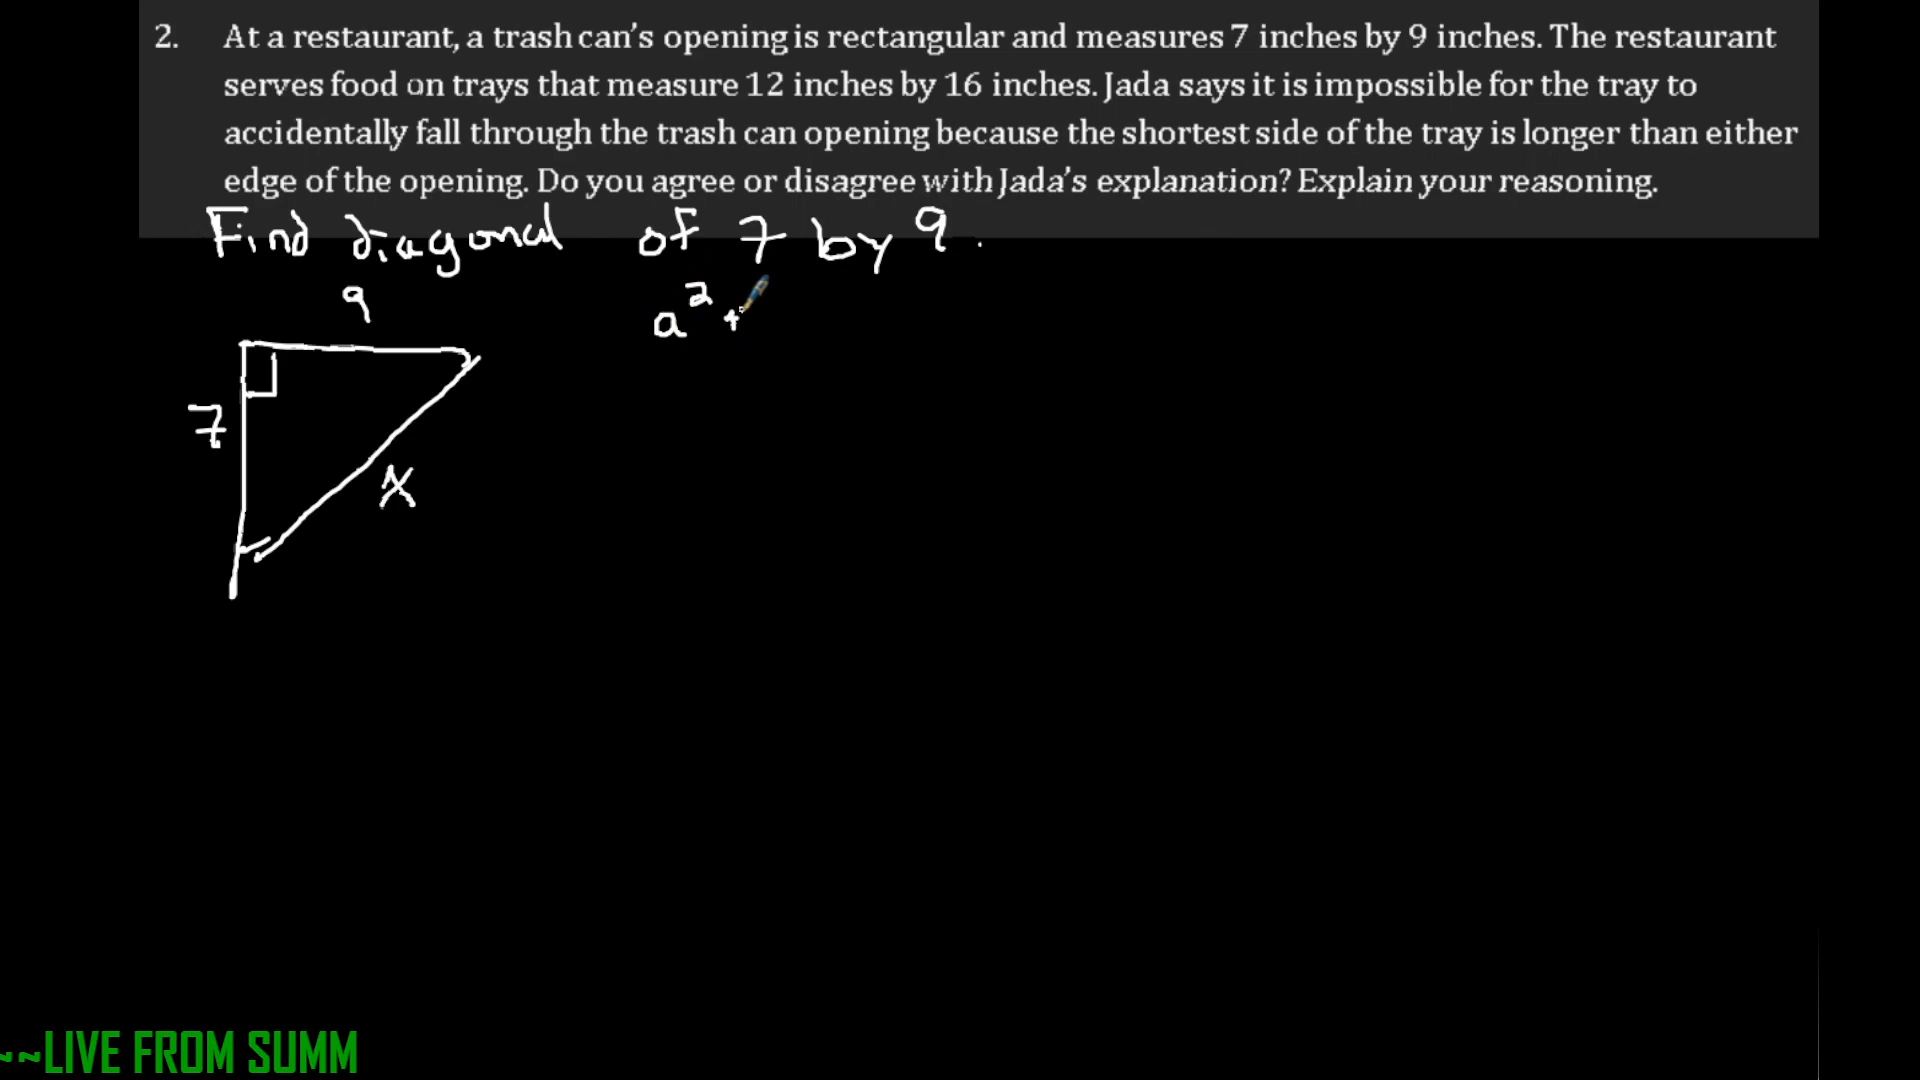 2. At a restaurant, a trash can's opening is rectangular and measures 7 inches by 9 inches. The restaurant
serves food on trays that measure 12 inches by 16 inches. Jada says it is impossible for the tray to
accidentally fall through the trash can opening because the shortest side of the tray is longer than either
edge of the opening. Do you agree or disagree with Jada's explanation? Explain your reasoning.
Find diagonal of 7 by 9.
9
a² +
7
x
~~LIVE FROM SUMM